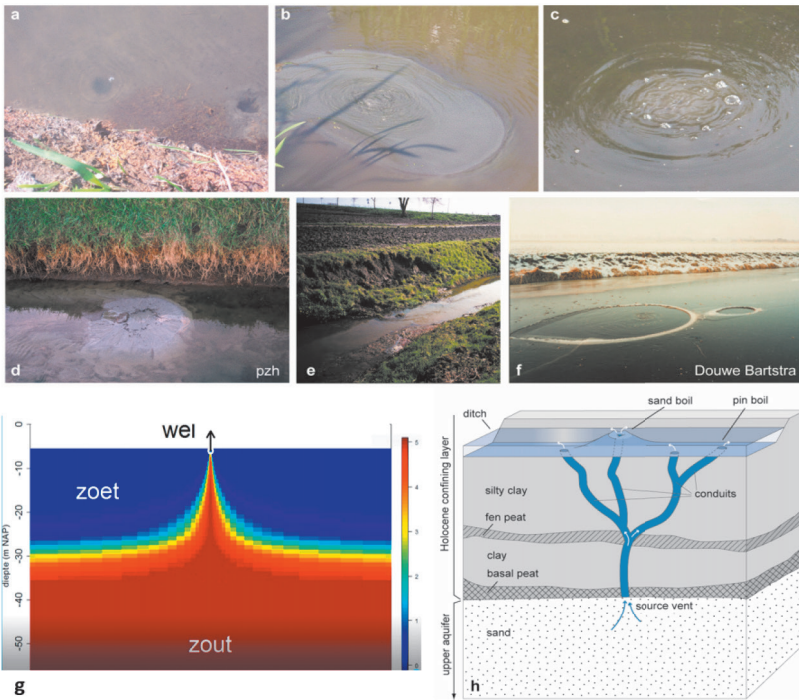 a
b
c
d
pzh
e
f
Douwe Bartstra
0
-10
-20
-30
-40
-50
diepte (m NAP)
wel
zoet
zout
5
4
3
2
1
0
g
ditch
sand boil
pin boil
Holocene confining layer
silty clay
conduits
fen peat
clay
basal peat
source vent
upper aquifer
sand
h